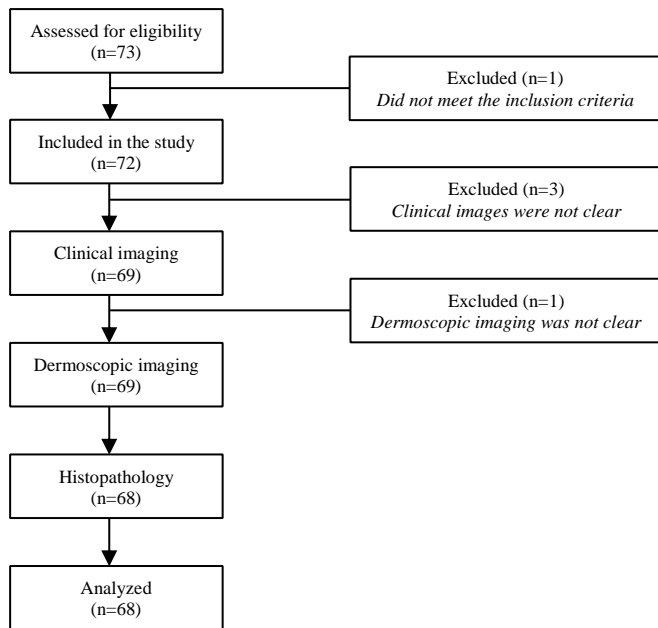 Assessed for eligibility
(n=73)
Excluded (n=1)
Did not meet the inclusion criteria
Included in the study
(n=72)
Excluded (n=3)
Clinical images were not clear
Clinical imaging
(n=69)
Excluded (n=1)
Dermoscopic imaging was not clear
Dermoscopic imaging
(n=69)
Histopathology
(n=68)
Analyzed
(n=68)